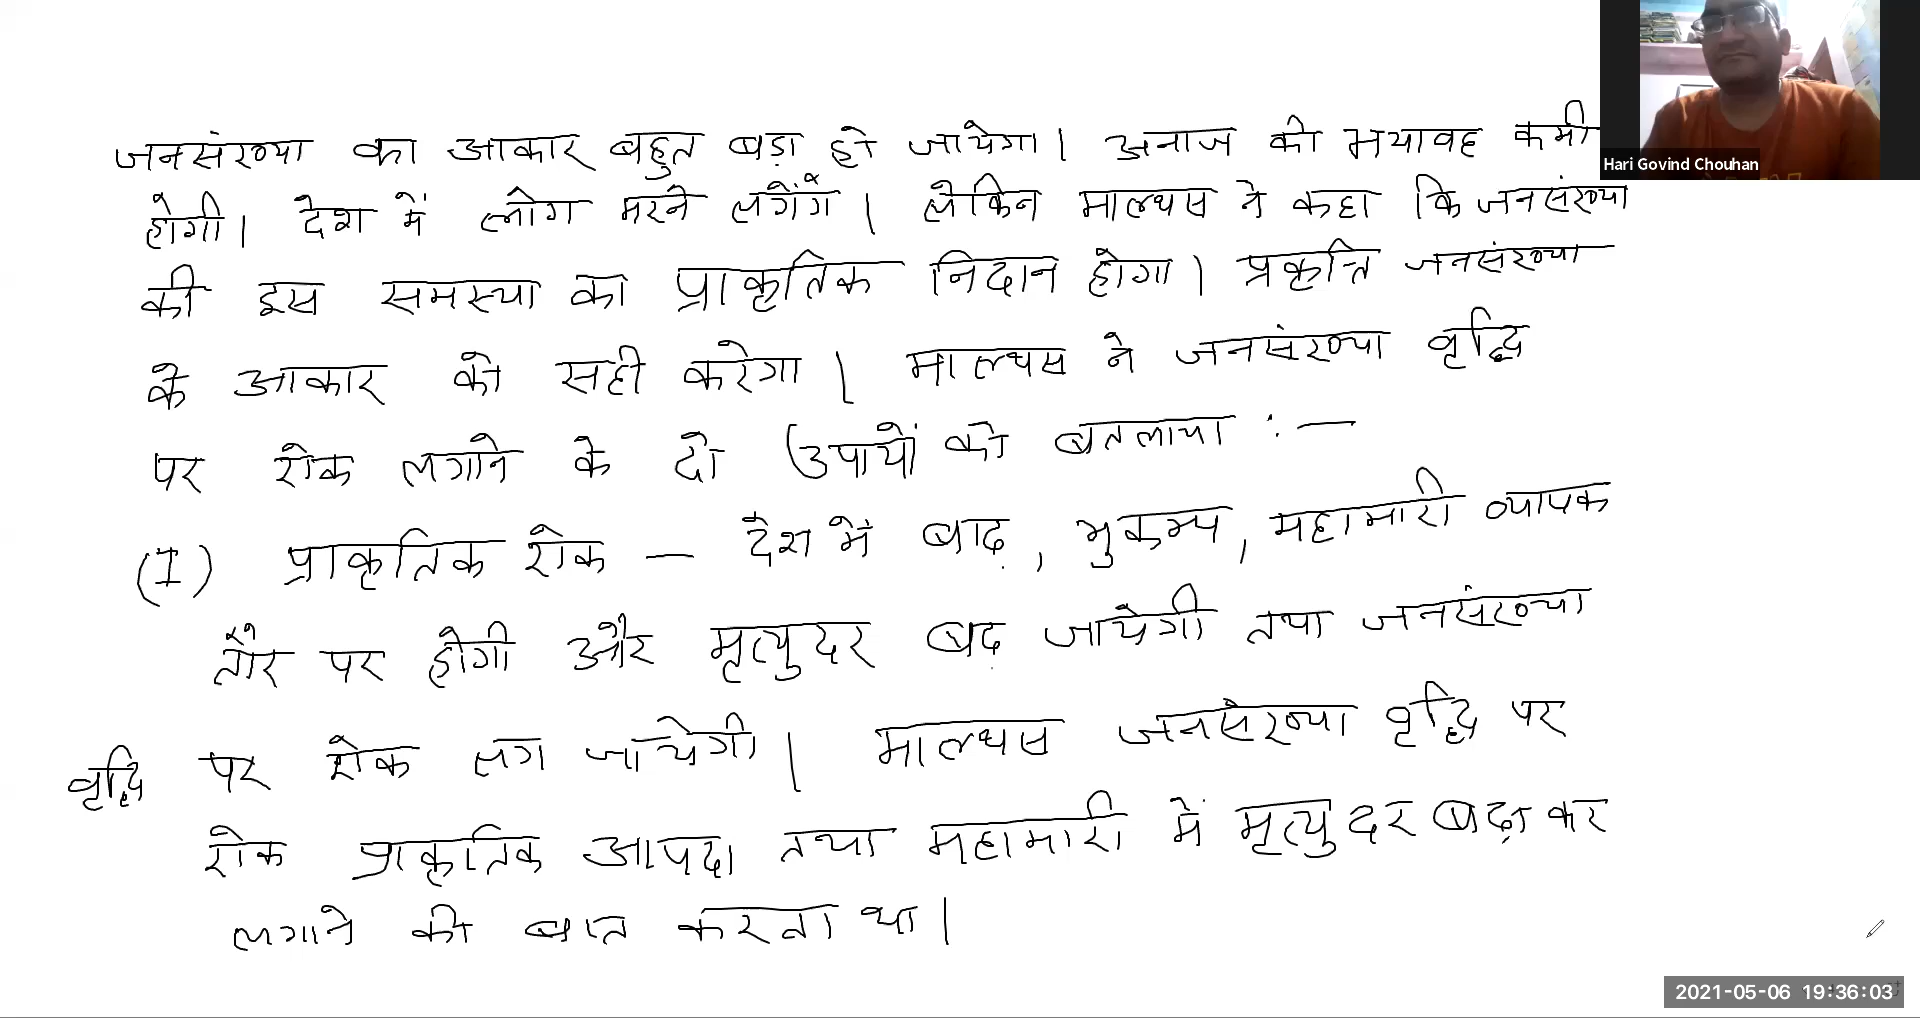 जनसंख्या का आकार बहुत बड़ा हो जायेगा। अनाज की भयावह कमी
Hari Govind Chouhan
होगी। देश में लोग मरने लगेंगें। लेकिन माल्थस ने कहा कि जनसंख्या
की इस समस्या का प्राकृतिक निदान होगा। प्रकृति जनसंख्या
के आकार को सही करेगा। माल्थस ने जनसंख्या वृद्धि
पर रोक लगाने के दो उपायों को बतलाया :—
(I) प्राकृतिक रोक — देश में बाढ़, भुकम्प, महामारी व्यापक
तौर पर होगी और मृत्युदर बढ़ जायेगी तथा जनसंख्या
वृद्धि पर रोक लग जायेगी। माल्थस जनसंख्या वृद्धि पर
रोक प्राकृतिक आपदा तथा महामारी में मृत्युदर बढ़ा कर
लगाने की बात करता था।
2021-05-06 19:36:03